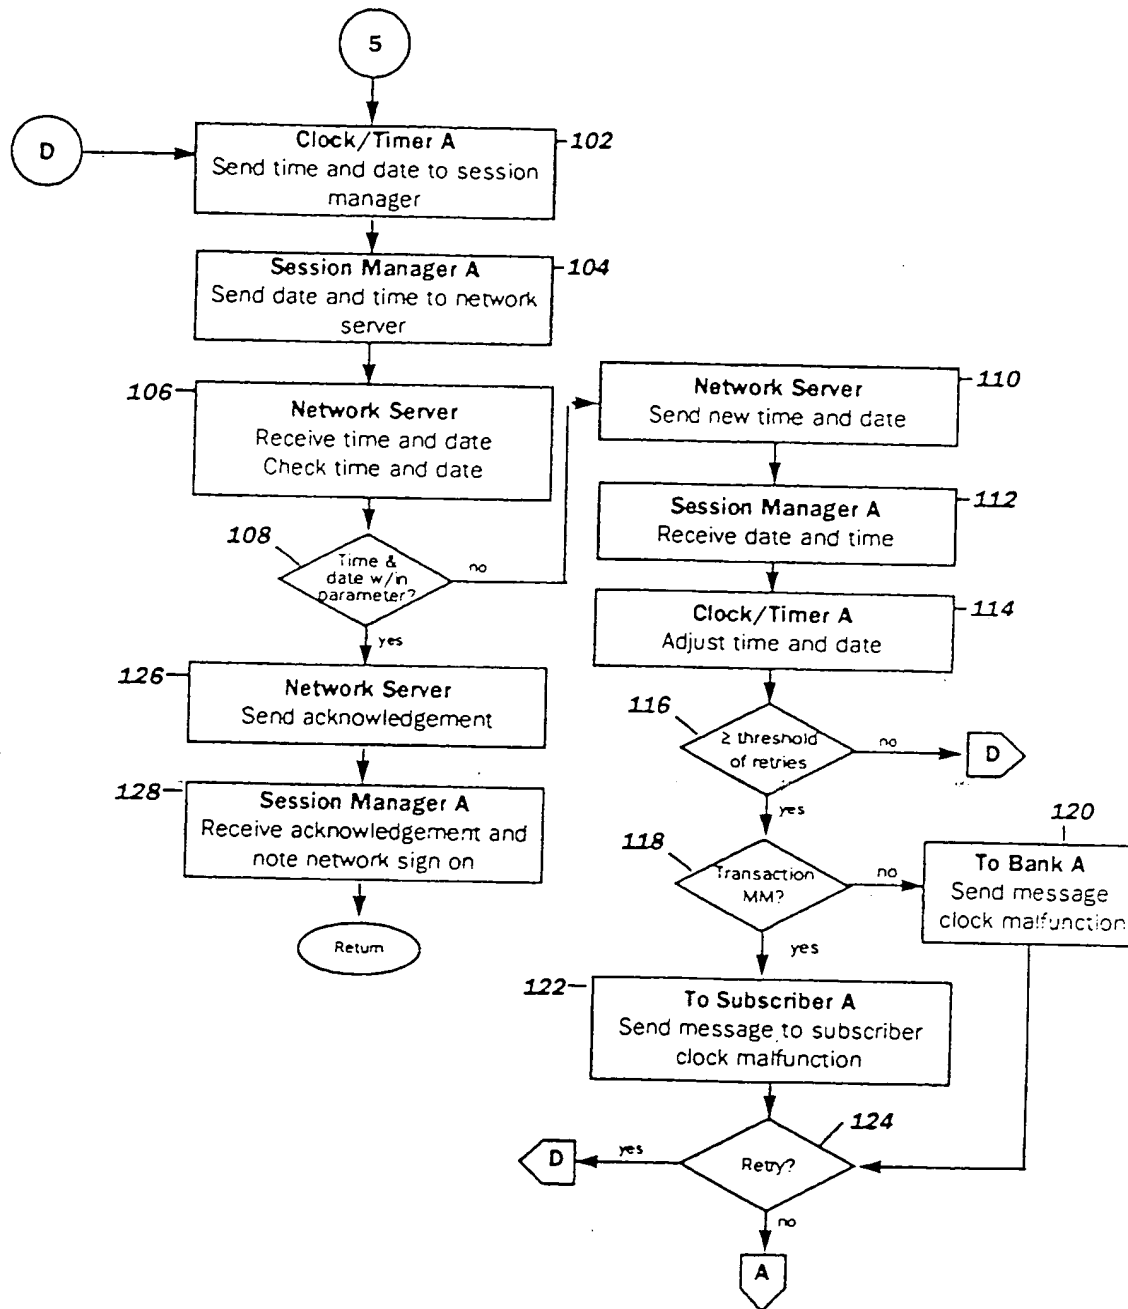 5
D
Clock/Timer A
Send time and date to session
manager
102
Session Manager A
Send date and time to network
server
104
106
Network Server
Receive time and date
Check time and date
108
Time &
date w/in
parameter?
no
yes
126
Network Server
Send acknowledgement
128
Session Manager A
Receive acknowledgement and
note network sign on
Return
Network Server
Send new time and date
110
Session Manager A
Receive date and time
112
Clock/Timer A
Adjust time and date
114
116
≥ threshold
of retries
no
D
yes
118
Transaction
MM?
no
120
To Bank A
Send message
clock malfunction
yes
122
To Subscriber A
Send message to subscriber
clock malfunction
124
Retry?
yes
D
no
A